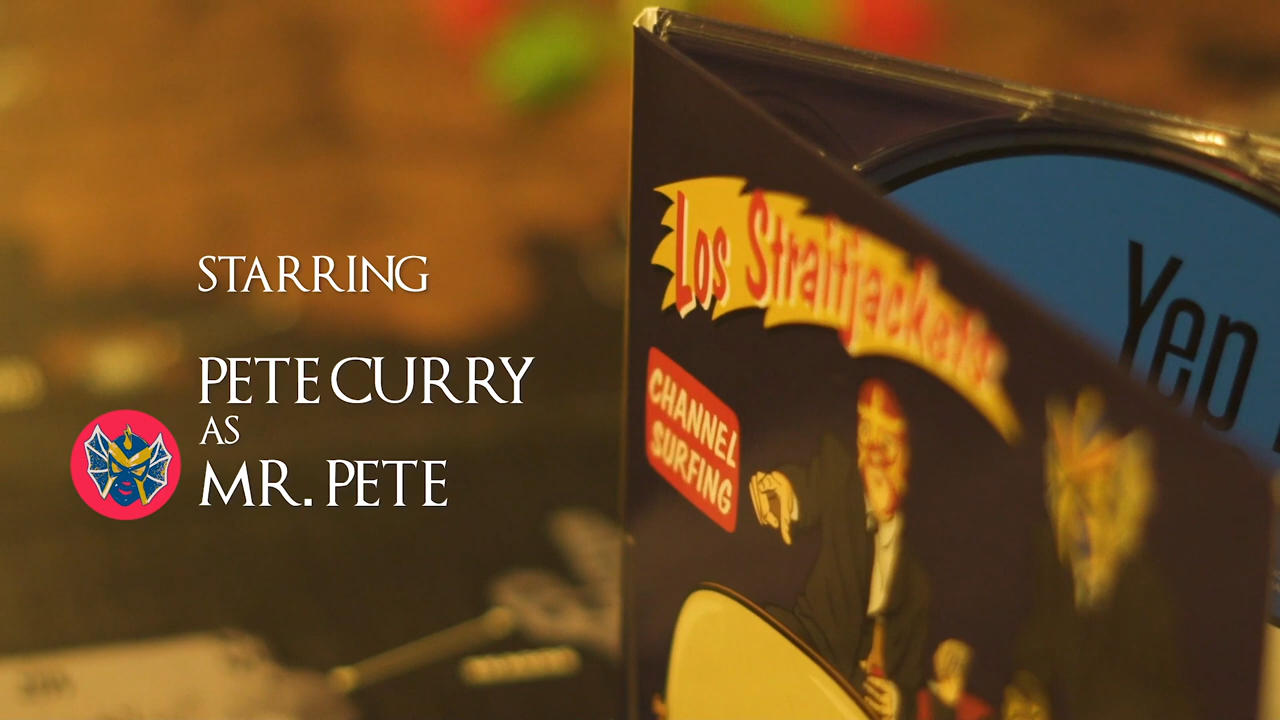 STARRING
PETE CURRY
AS
MR. PETE
Los Straitjackets
CHANNEL
SURFING
Yep